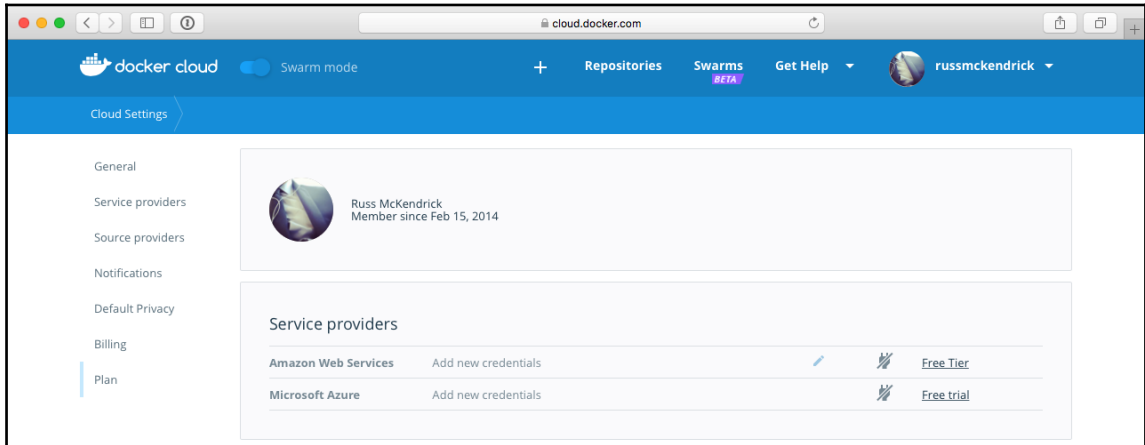 cloud.docker.com
docker cloud Swarm mode + Repositories Swarms Get Help russmckendrick
BETA
Cloud Settings
General
Service providers
Source providers
Notifications
Default Privacy
Billing
Plan
Russ McKendrick
Member since Feb 15, 2014
Service providers
Amazon Web Services Add new credentials Free Tier
Microsoft Azure Add new credentials Free trial